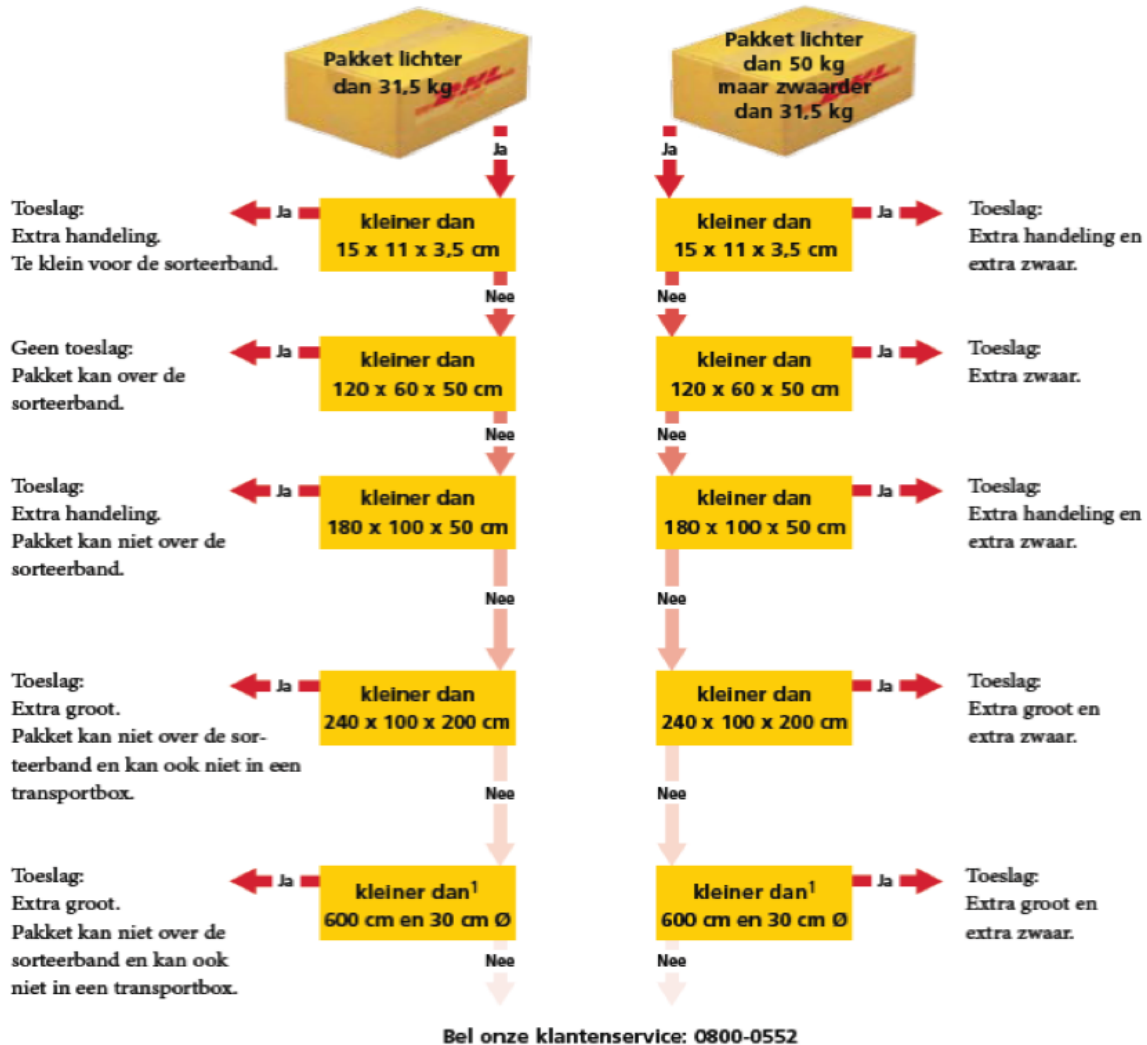 Pakket lichter
dan 31,5 kg
Pakket lichter
dan 50 kg
maar zwaarder
dan 31,5 kg
DHL
Ja
Ja
Toeslag:
Extra handeling.
Te klein voor de sorteerband.
Ja
kleiner dan
15 x 11 x 3,5 cm
kleiner dan
15 x 11 x 3,5 cm
Ja
Toeslag:
Extra handeling en
extra zwaar.
Nee
Nee
Geen toeslag:
Pakket kan over de
sorteerband.
Ja
kleiner dan
120 x 60 x 50 cm
kleiner dan
120 x 60 x 50 cm
Ja
Toeslag:
Extra zwaar.
Nee
Nee
Toeslag:
Extra handeling.
Pakket kan niet over de
sorteerband.
Ja
kleiner dan
180 x 100 x 50 cm
kleiner dan
180 x 100 x 50 cm
Ja
Toeslag:
Extra handeling en
extra zwaar.
Nee
Nee
Toeslag:
Extra groot.
Pakket kan niet over de sor-
teerband en kan ook niet in een
transportbox.
Ja
kleiner dan
240 x 100 x 200 cm
kleiner dan
240 x 100 x 200 cm
Ja
Toeslag:
Extra groot en
extra zwaar.
Nee
Nee
Toeslag:
Extra groot.
Pakket kan niet over de
sorteerband en kan ook
niet in een transportbox.
Ja
kleiner dan¹
600 cm en 30 cm Ø
kleiner dan¹
600 cm en 30 cm Ø
Ja
Toeslag:
Extra groot en
extra zwaar.
Nee
Nee
Bel onze klantenservice: 0800-0552